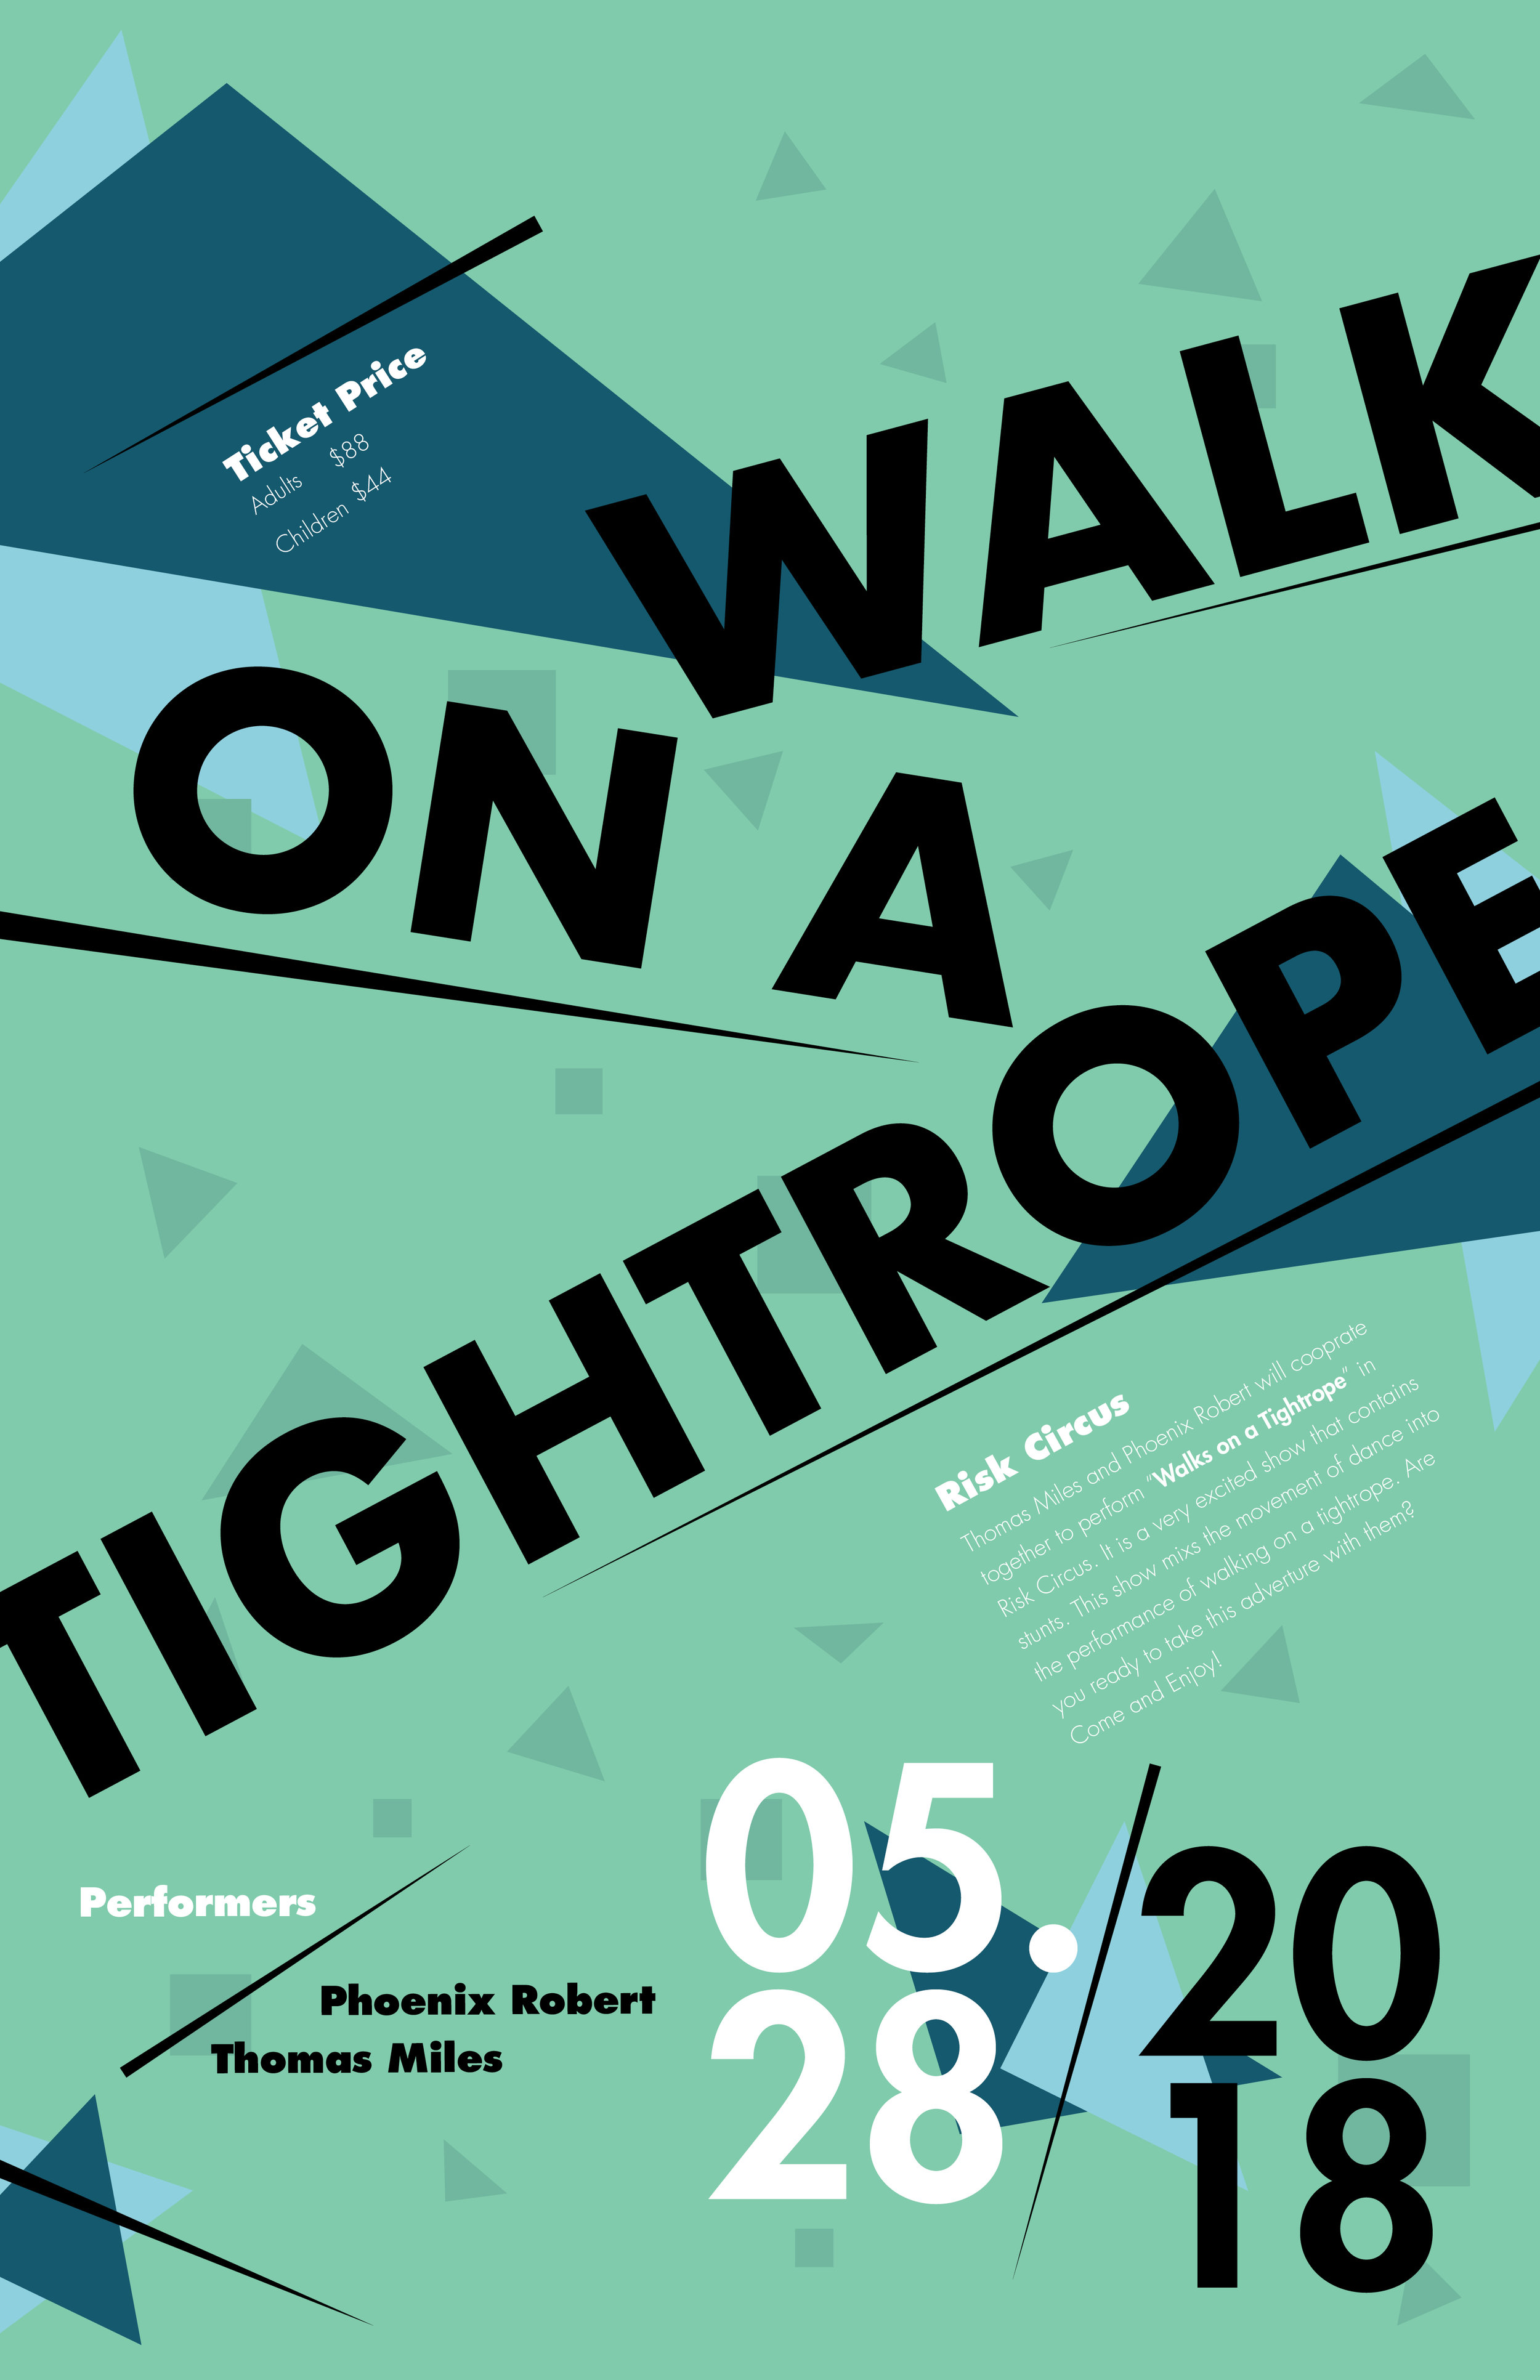 Ticket Price
Adults $88
Children $44
WALK
ON A
TIGHTROPE
Risk Circus
Thomas Miles and Phoenix Robert will cooprate
together to perform "Walks on a Tightrope" in
Risk Circus. It is a very excited show that contains
stunts. This show mixs the movement of dance into
the performance of walking on a tightrope. Are
you ready to take this adverture with them?
Come and Enjoy!
05.
28
20
18
Performers
Phoenix Robert
Thomas Miles